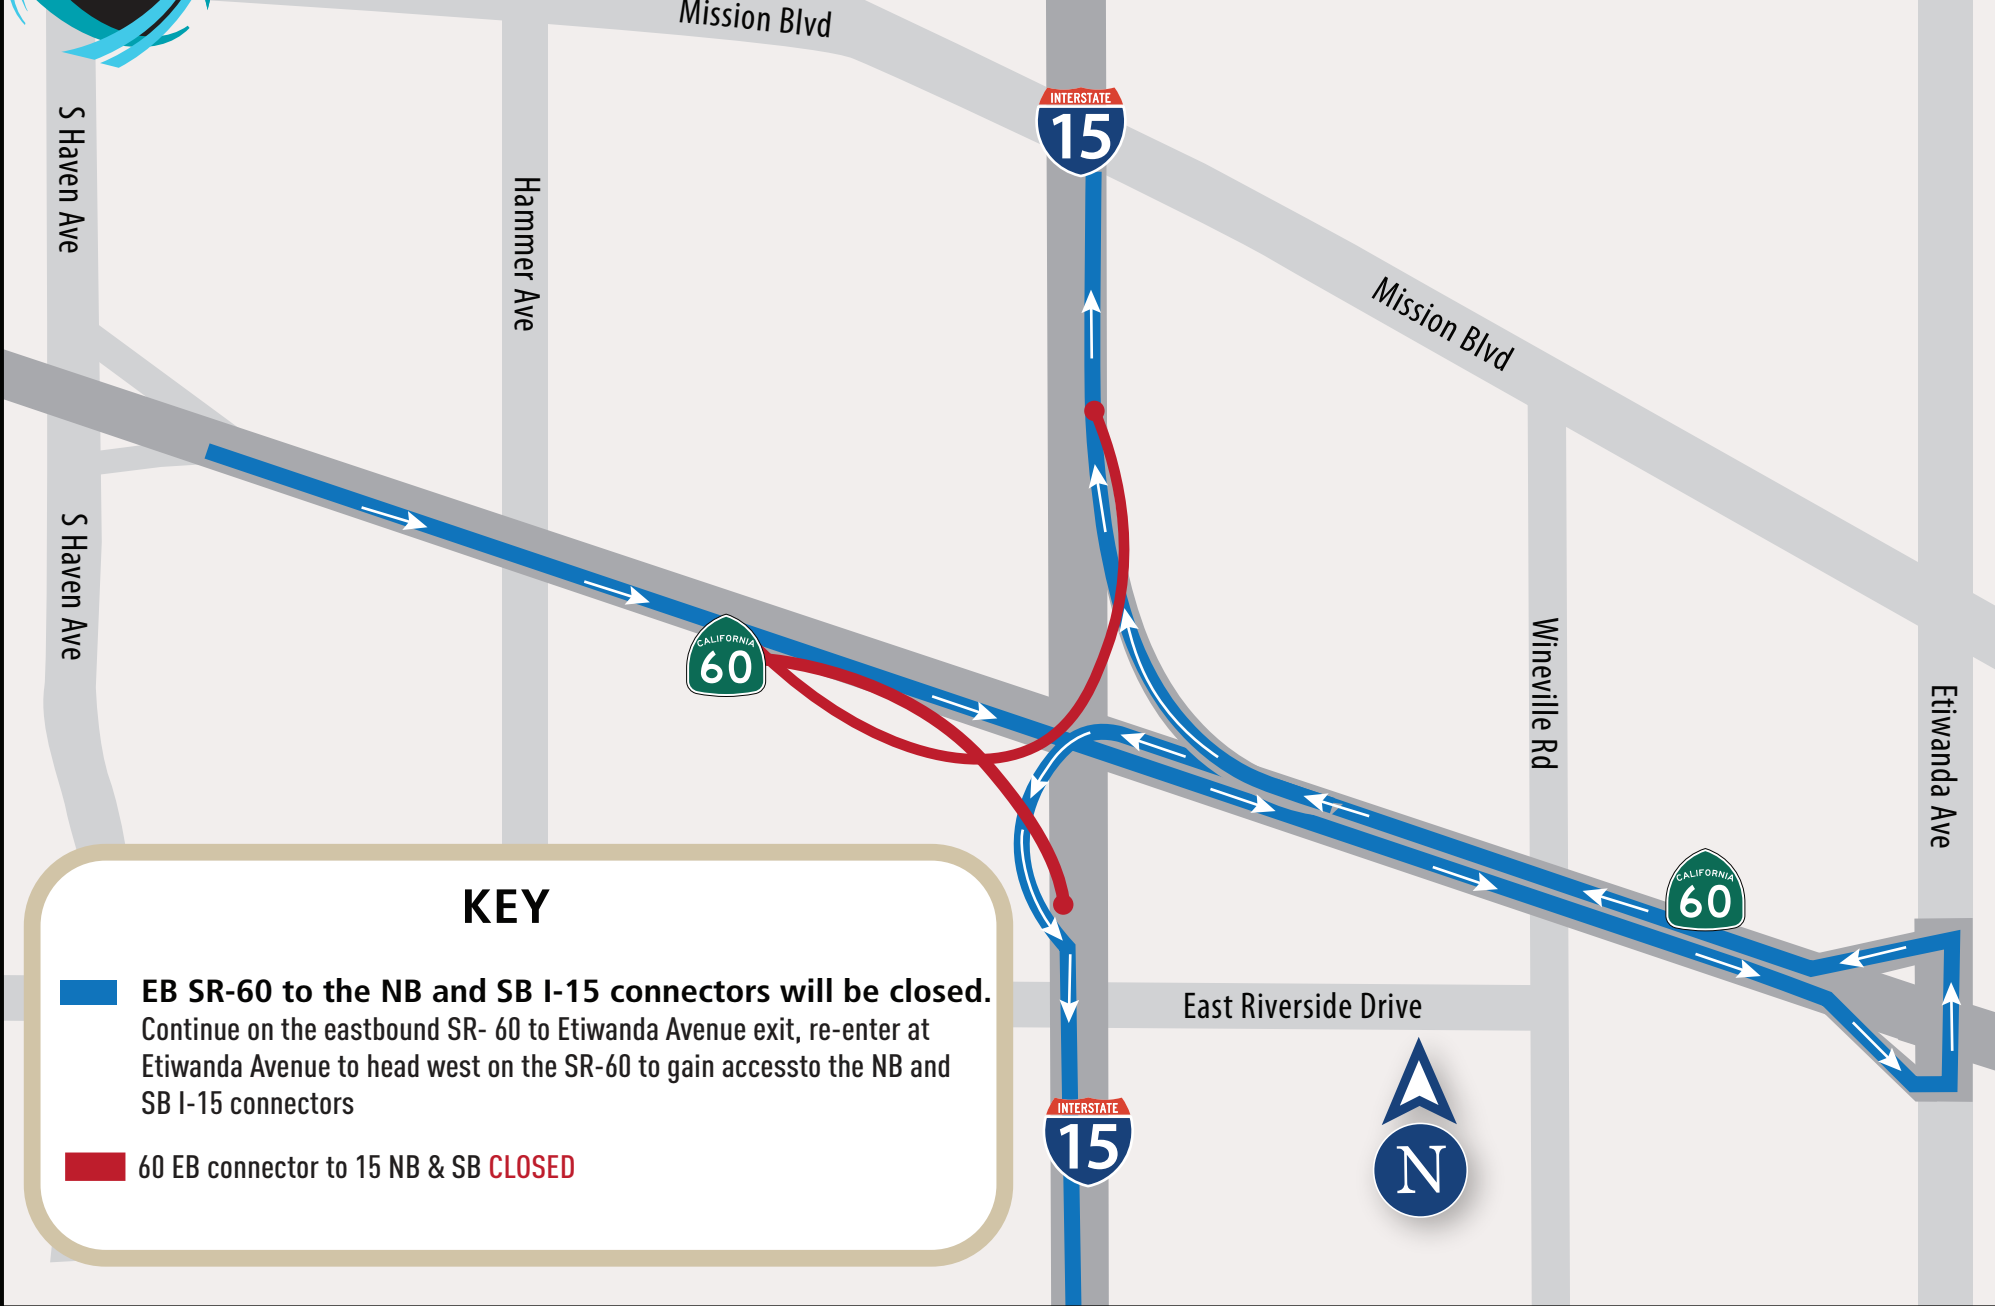 Mission Blvd
INTERSTATE
15
S Haven Ave
Hammer Ave
Mission Blvd
S Haven Ave
CALIFORNIA
60
Wineville Rd
Etiwanda Ave
CALIFORNIA
60
KEY
EB SR-60 to the NB and SB I-15 connectors will be closed.
Continue on the eastbound SR- 60 to Etiwanda Avenue exit, re-enter at
Etiwanda Avenue to head west on the SR-60 to gain accessto the NB and
SB I-15 connectors
60 EB connector to 15 NB & SB CLOSED
East Riverside Drive
INTERSTATE
15
N